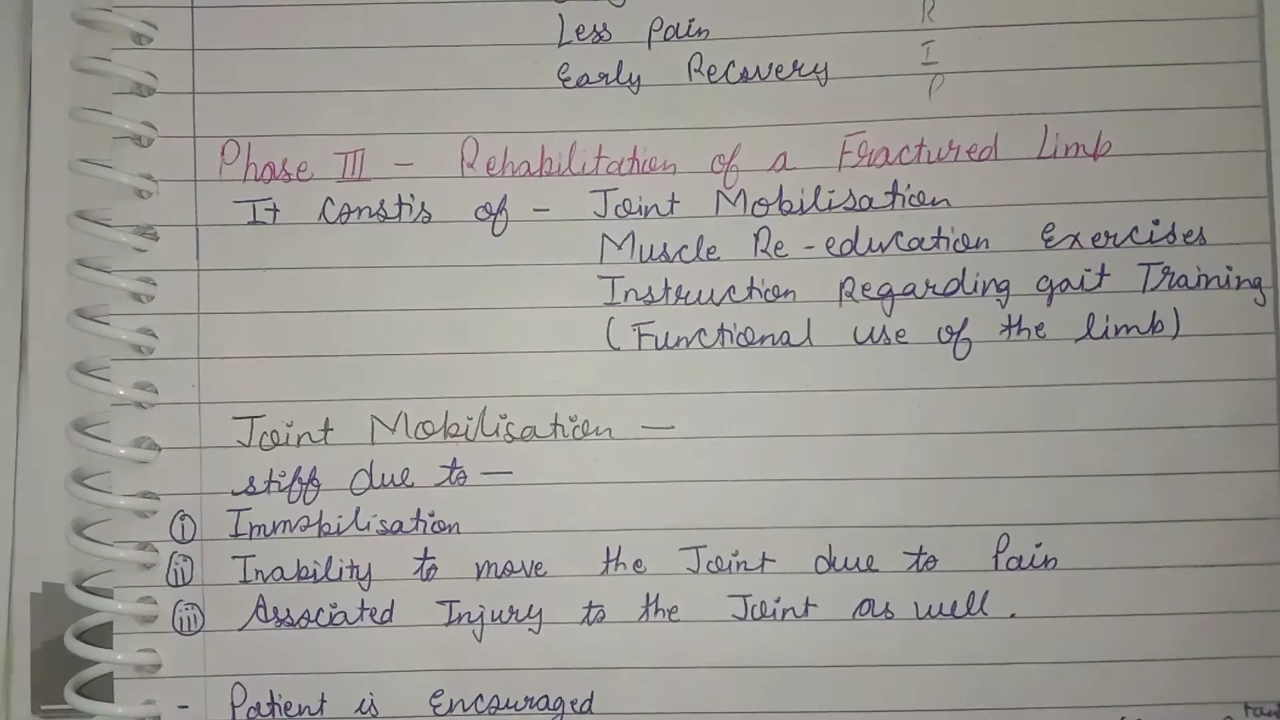 Less Pain
R
Early Recovery
I
P
Phase III - Rehabilitation of a Fractured Limb
It constis of - Joint Mobilisation
Muscle Re-education Exercises
Instruction Regarding gait Training
(Functional use of the limb)
Joint Mobilisation -
stiff due to -
(i) Immobilisation
(ii) Inability to move the Joint due to Pain
(iii) Associated Injury to the Joint as well.
- Patient is Encouraged